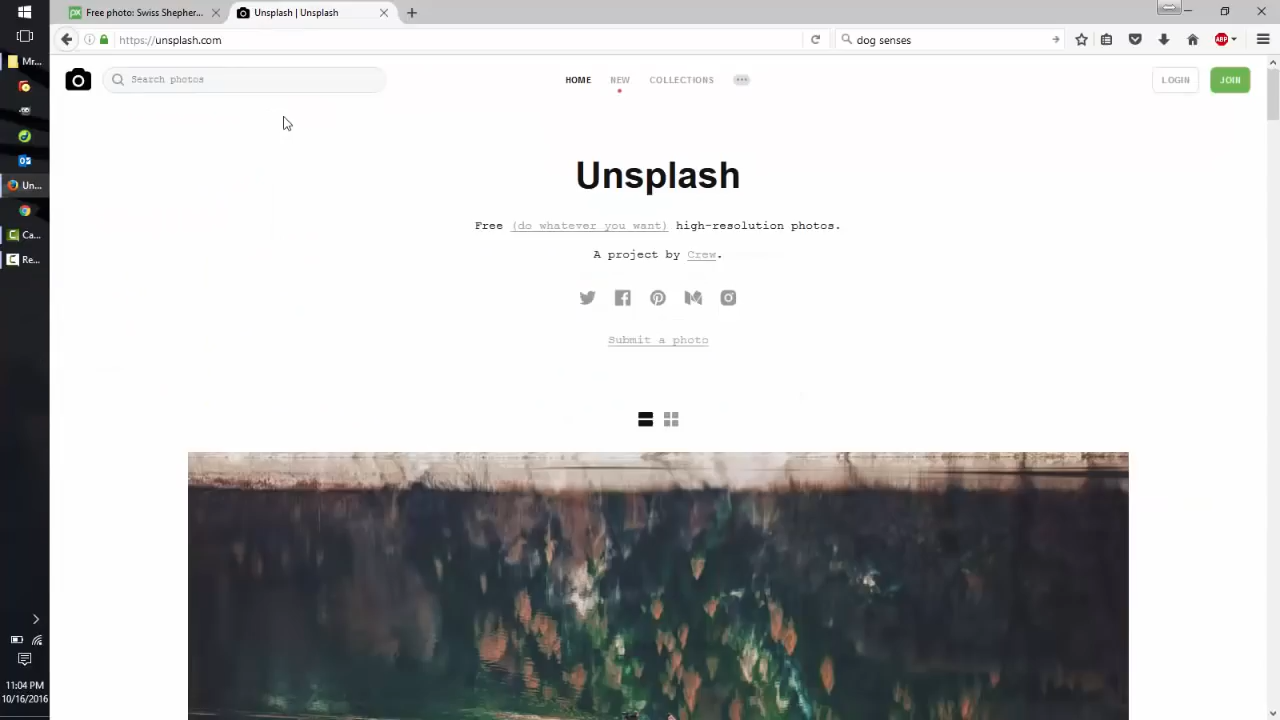 Free photo: Swiss Shepher...
Unsplash | Unsplash
https://unsplash.com
dog senses
ABP
Search photos
HOME
NEW
COLLECTIONS
LOGIN
JOIN
Unsplash
Free (do whatever you want) high-resolution photos.
A project by Crew.
Submit a photo
Mr...
Un...
Ca...
Re...
11:04 PM
10/16/2016